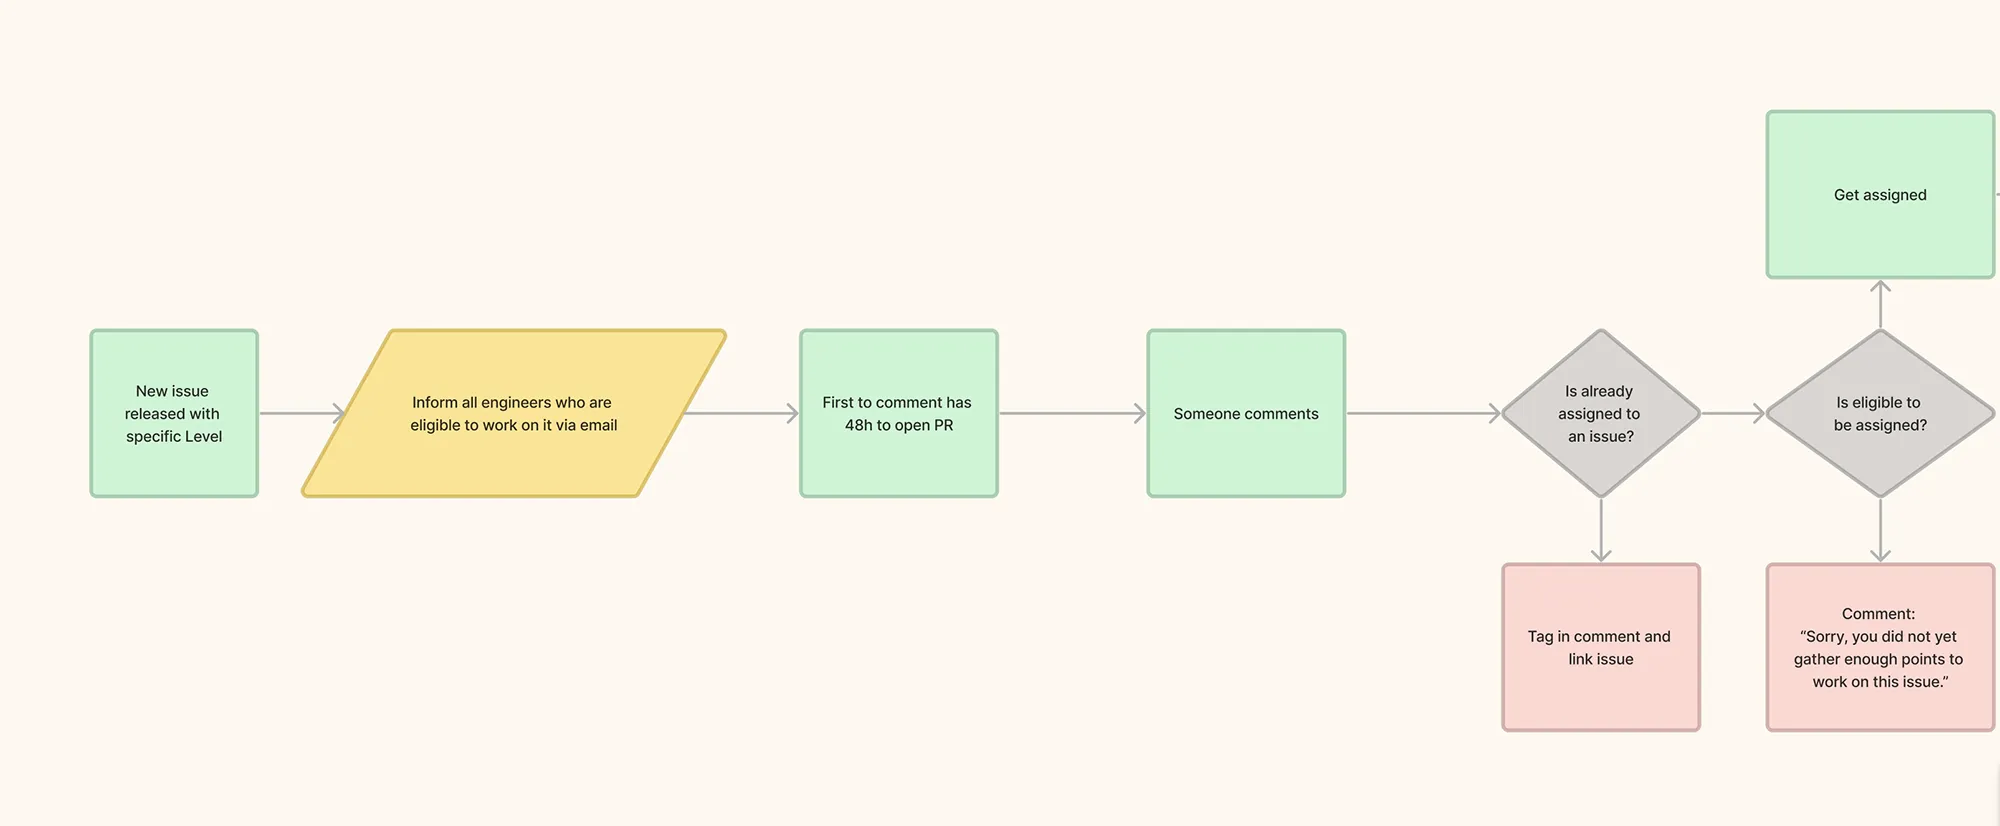 New issue
released with
specific Level
Inform all engineers who are
eligible to work on it via email
First to comment has
48h to open PR
Someone comments
Is already
assigned to
an issue?
Tag in comment and
link issue
Is eligible to
be assigned?
Get assigned
Comment:
“Sorry, you did not yet
gather enough points to
work on this issue.”